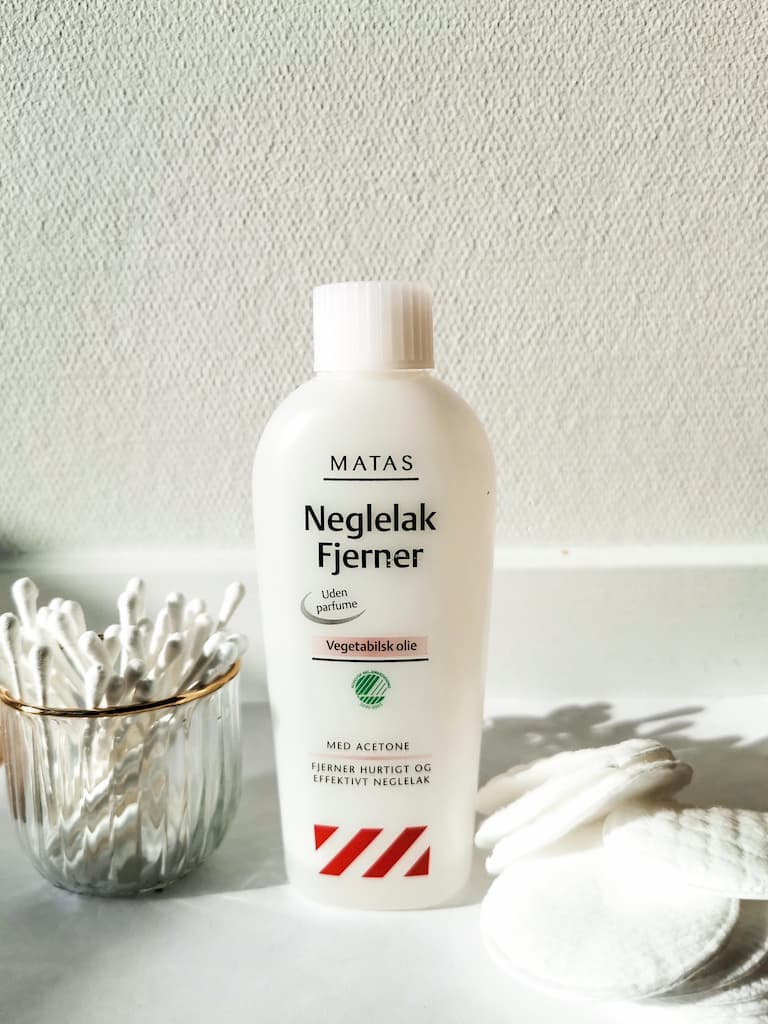 MATAS
Neglelak
Fjerner
Uden
parfume
Vegetabilsk olie
MED ACETONE
FJERNER HURTIGT OG
EFFEKTIVT NEGLELAK